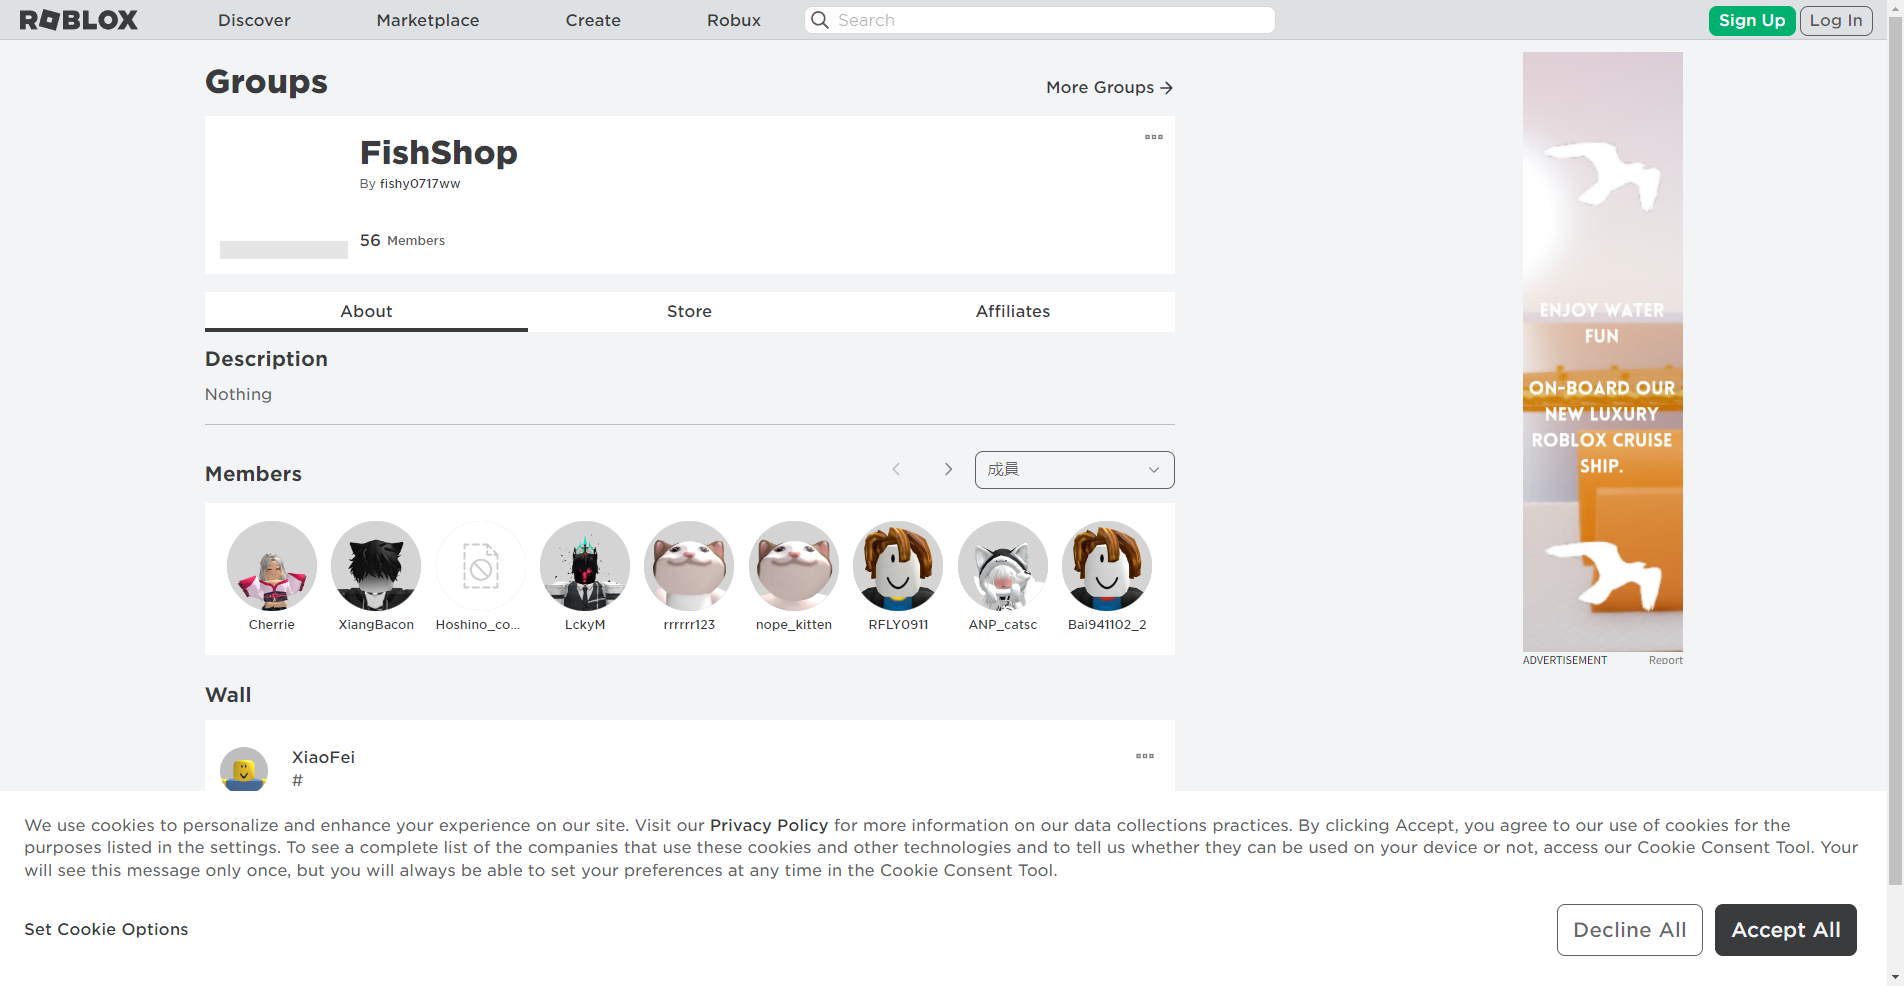 ROBLOX
Discover
Marketplace
Create
Robux
Search
Sign Up
Log In
Groups
More Groups
FishShop
By fishy0717ww
56 Members
About
Store
Affiliates
Description
Nothing
Members
成員
Cherrie
XiangBacon
Hoshino_co...
LckyM
rrrrrr123
nope_kitten
RFLY0911
ANP_catsc
Bai941102_2
Wall
XiaoFei
#
ENJOY WATER
FUN
ON-BOARD OUR
NEW LUXURY
ROBLOX CRUISE
SHIP.
ADVERTISEMENT
Report
We use cookies to personalize and enhance your experience on our site. Visit our Privacy Policy for more information on our data collections practices. By clicking Accept, you agree to our use of cookies for the
purposes listed in the settings. To see a complete list of the companies that use these cookies and other technologies and to tell us whether they can be used on your device or not, access our Cookie Consent Tool. Your
will see this message only once, but you will always be able to set your preferences at any time in the Cookie Consent Tool.
Set Cookie Options
Decline All
Accept All